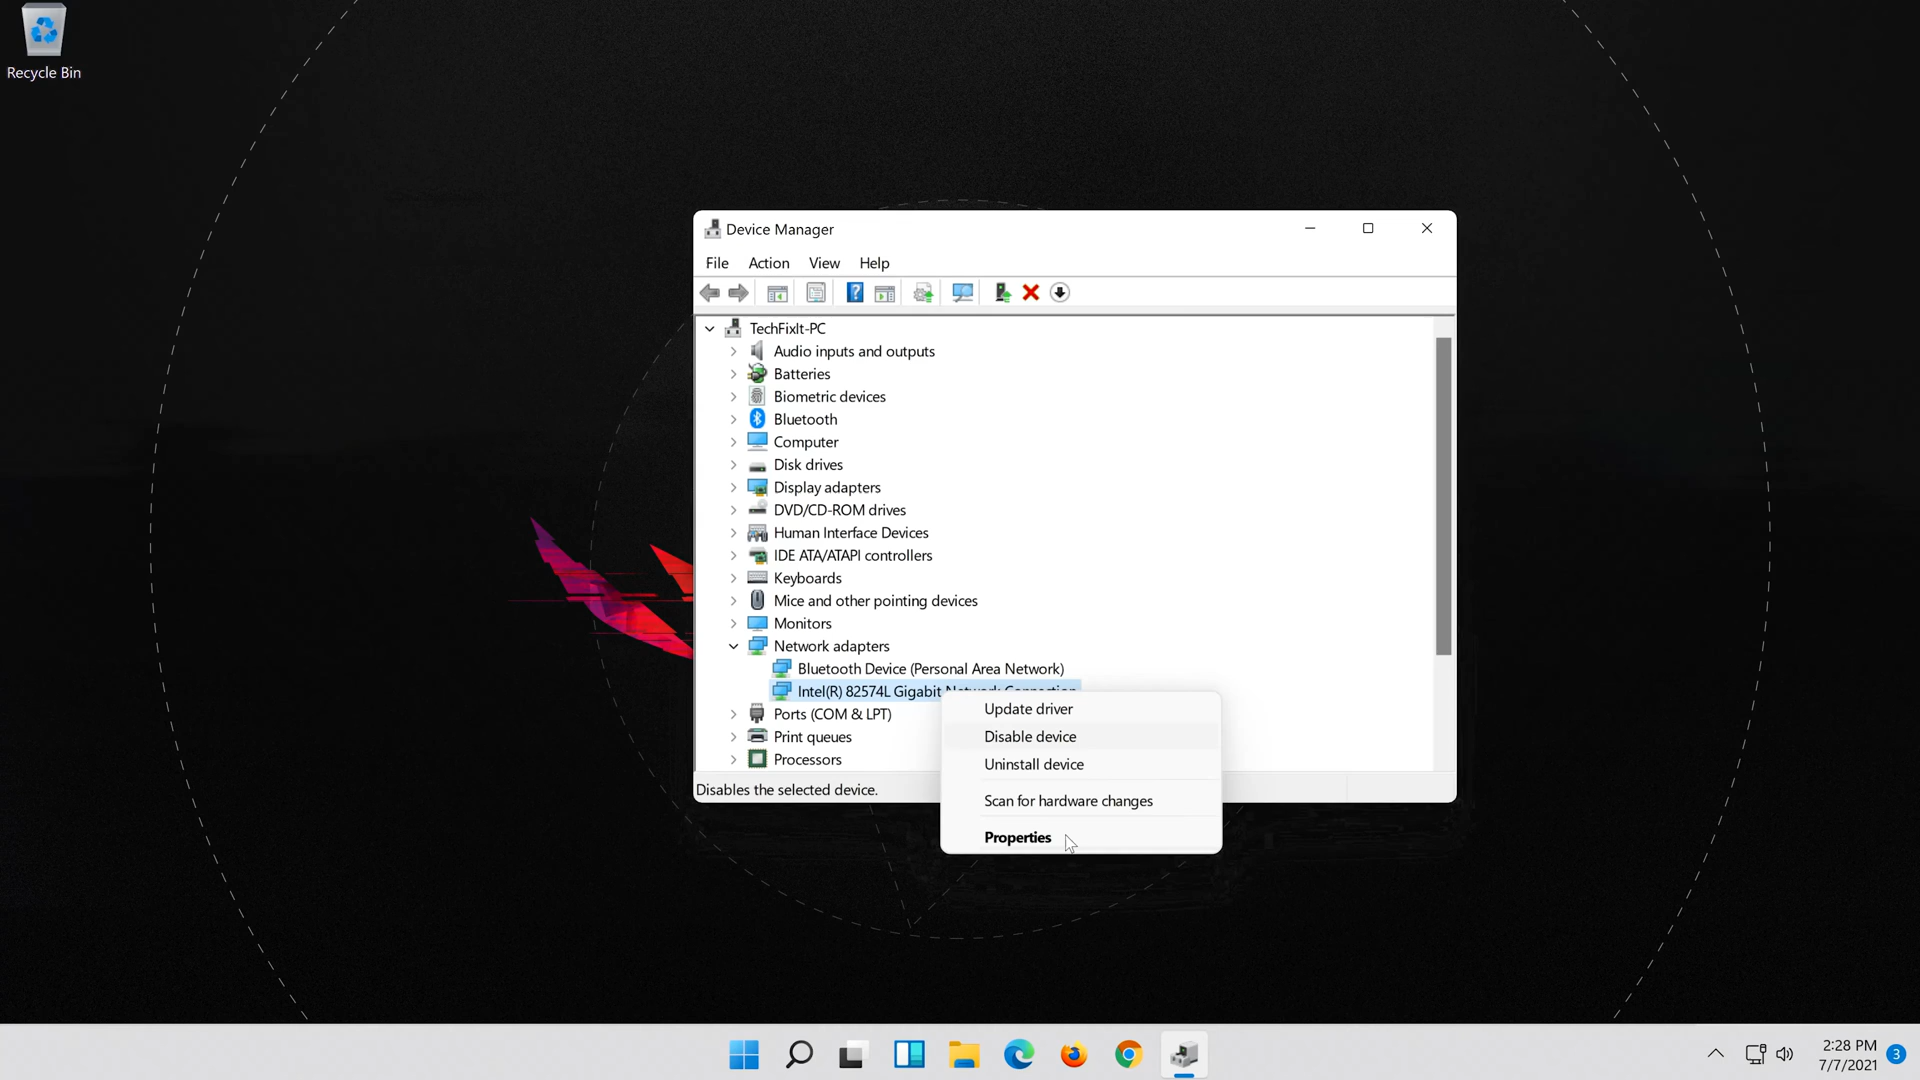 Recycle Bin
Device Manager
File Action View Help
TechFixIt-PC
Audio inputs and outputs
Batteries
Biometric devices
Bluetooth
Computer
Disk drives
Display adapters
DVD/CD-ROM drives
Human Interface Devices
IDE ATA/ATAPI controllers
Keyboards
Mice and other pointing devices
Monitors
Network adapters
Bluetooth Device (Personal Area Network)
Intel(R) 82574L Gigabit Network Connection
Ports (COM & LPT)
Print queues
Processors
Update driver
Disable device
Uninstall device
Scan for hardware changes
Properties
Disables the selected device.
2:28 PM
7/7/2021
3